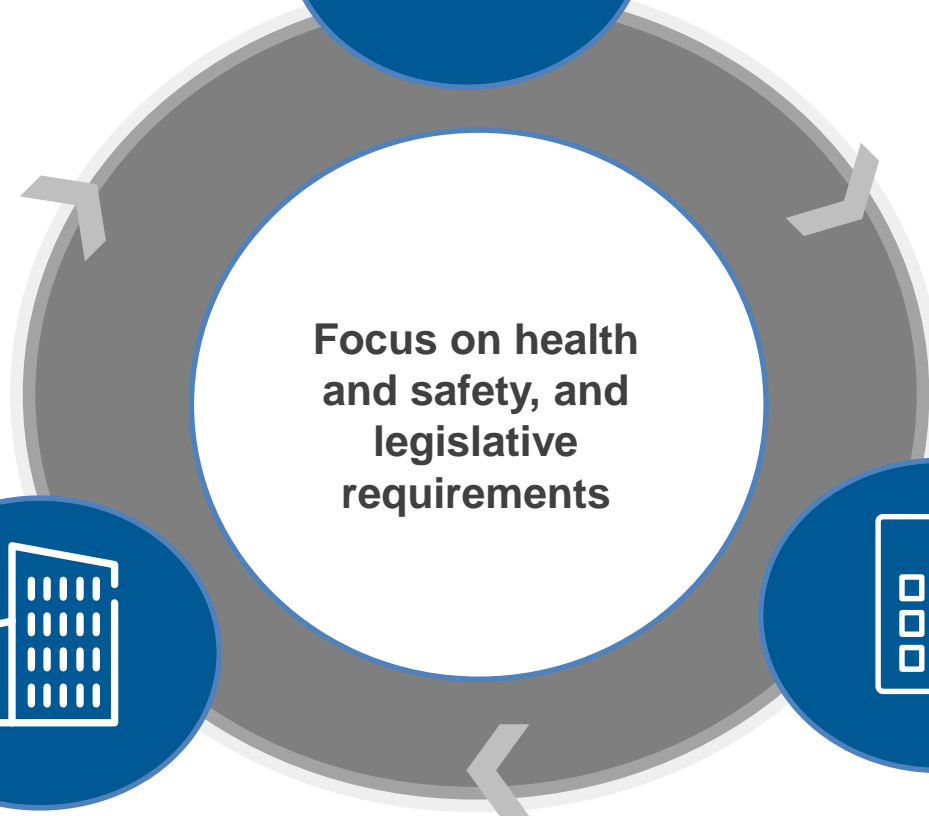 Focus on health
and safety, and
legislative
requirements